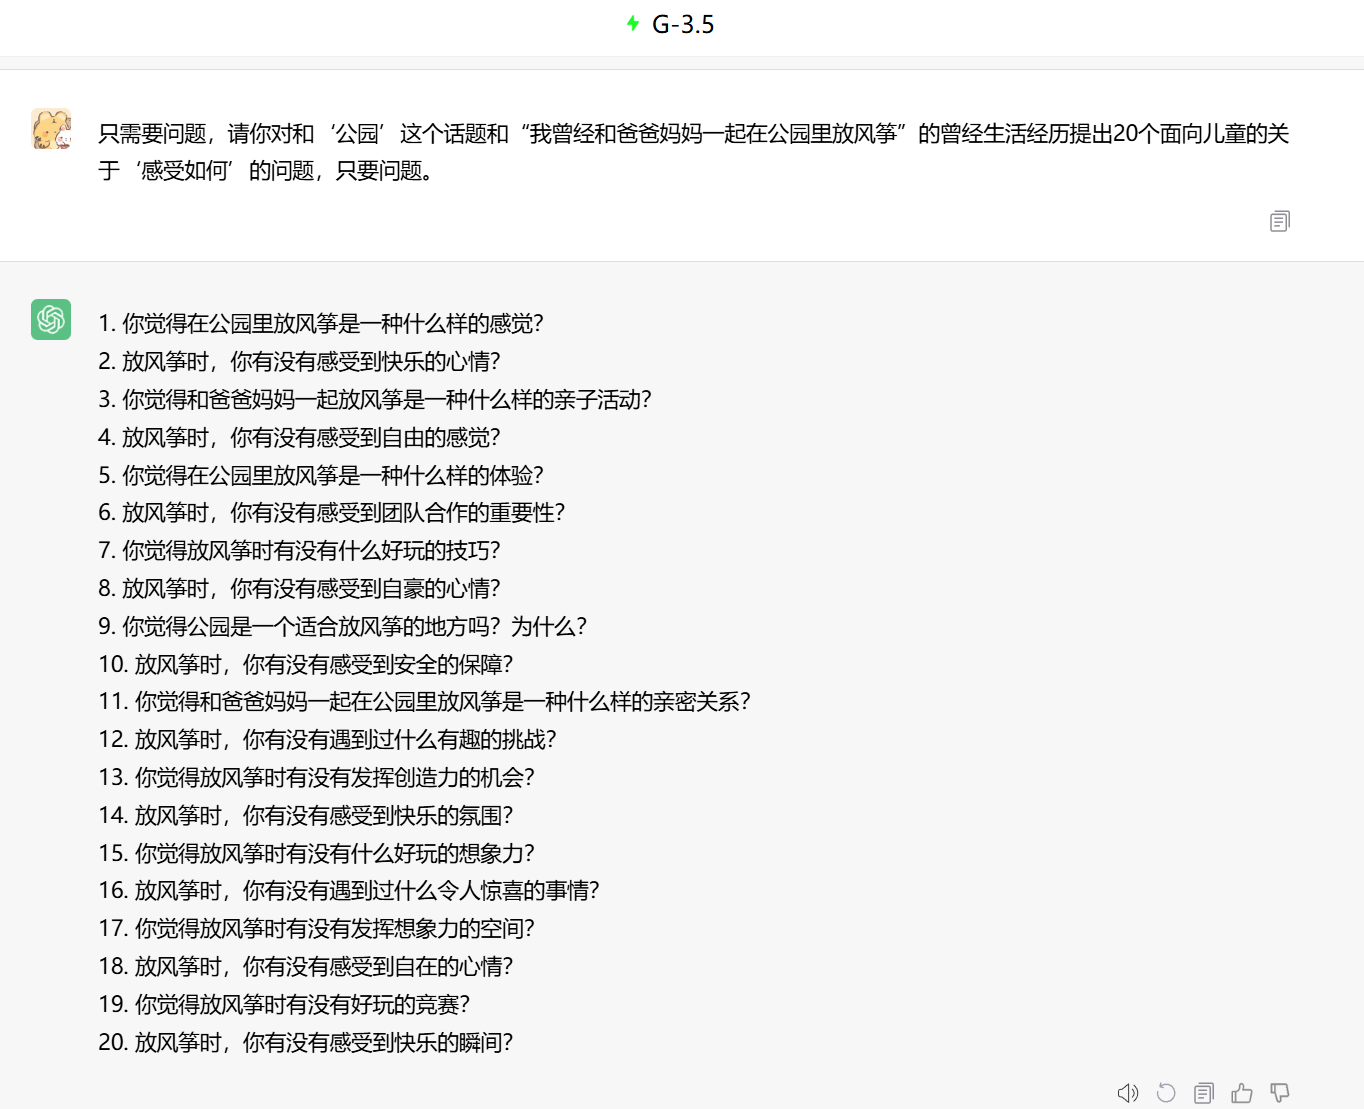 G-3.5
只需要问题，请你对和‘公园’这个话题和“我曾经和爸爸妈妈一起在公园里放风筝”的曾经生活经历提出20个面向儿童的关
于‘感受如何’的问题，只要问题。
1. 你觉得在公园里放风筝是一种什么样的感觉？
2. 放风筝时，你有没有感受到快乐的心情？
3. 你觉得和爸爸妈妈一起放风筝是一种什么样的亲子活动？
4. 放风筝时，你有没有感受到自由的感觉？
5. 你觉得在公园里放风筝是一种什么样的体验？
6. 放风筝时，你有没有感受到团队合作的重要性？
7. 你觉得放风筝时有没有什么好玩的技巧？
8. 放风筝时，你有没有感受到自豪的心情？
9. 你觉得公园是一个适合放风筝的地方吗？为什么？
10. 放风筝时，你有没有感受到安全的保障？
11. 你觉得和爸爸妈妈一起在公园里放风筝是一种什么样的亲密关系？
12. 放风筝时，你有没有遇到过什么有趣的挑战？
13. 你觉得放风筝时有没有发挥创造力的机会？
14. 放风筝时，你有没有感受到快乐的氛围？
15. 你觉得放风筝时有没有什么好玩的想象力？
16. 放风筝时，你有没有遇到过什么令人惊喜的事情？
17. 你觉得放风筝时有没有发挥想象力的空间？
18. 放风筝时，你有没有感受到自在的心情？
19. 你觉得放风筝时有没有好玩的竞赛？
20. 放风筝时，你有没有感受到快乐的瞬间？